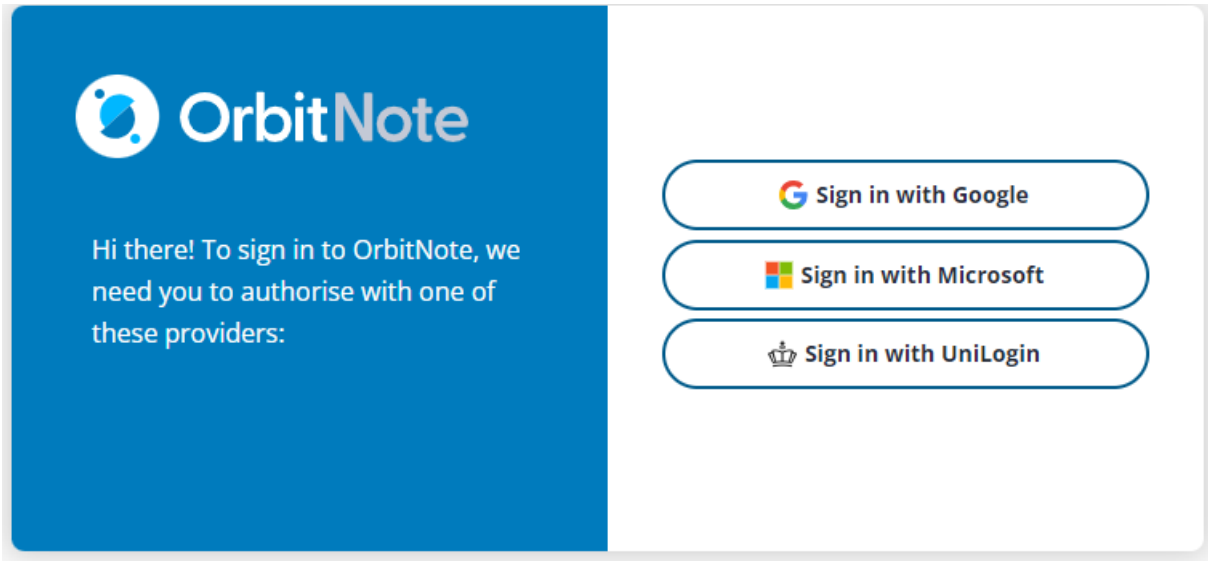 OrbitNote
Hi there! To sign in to OrbitNote, we
need you to authorise with one of
these providers:
Sign in with Google
Sign in with Microsoft
Sign in with UniLogin